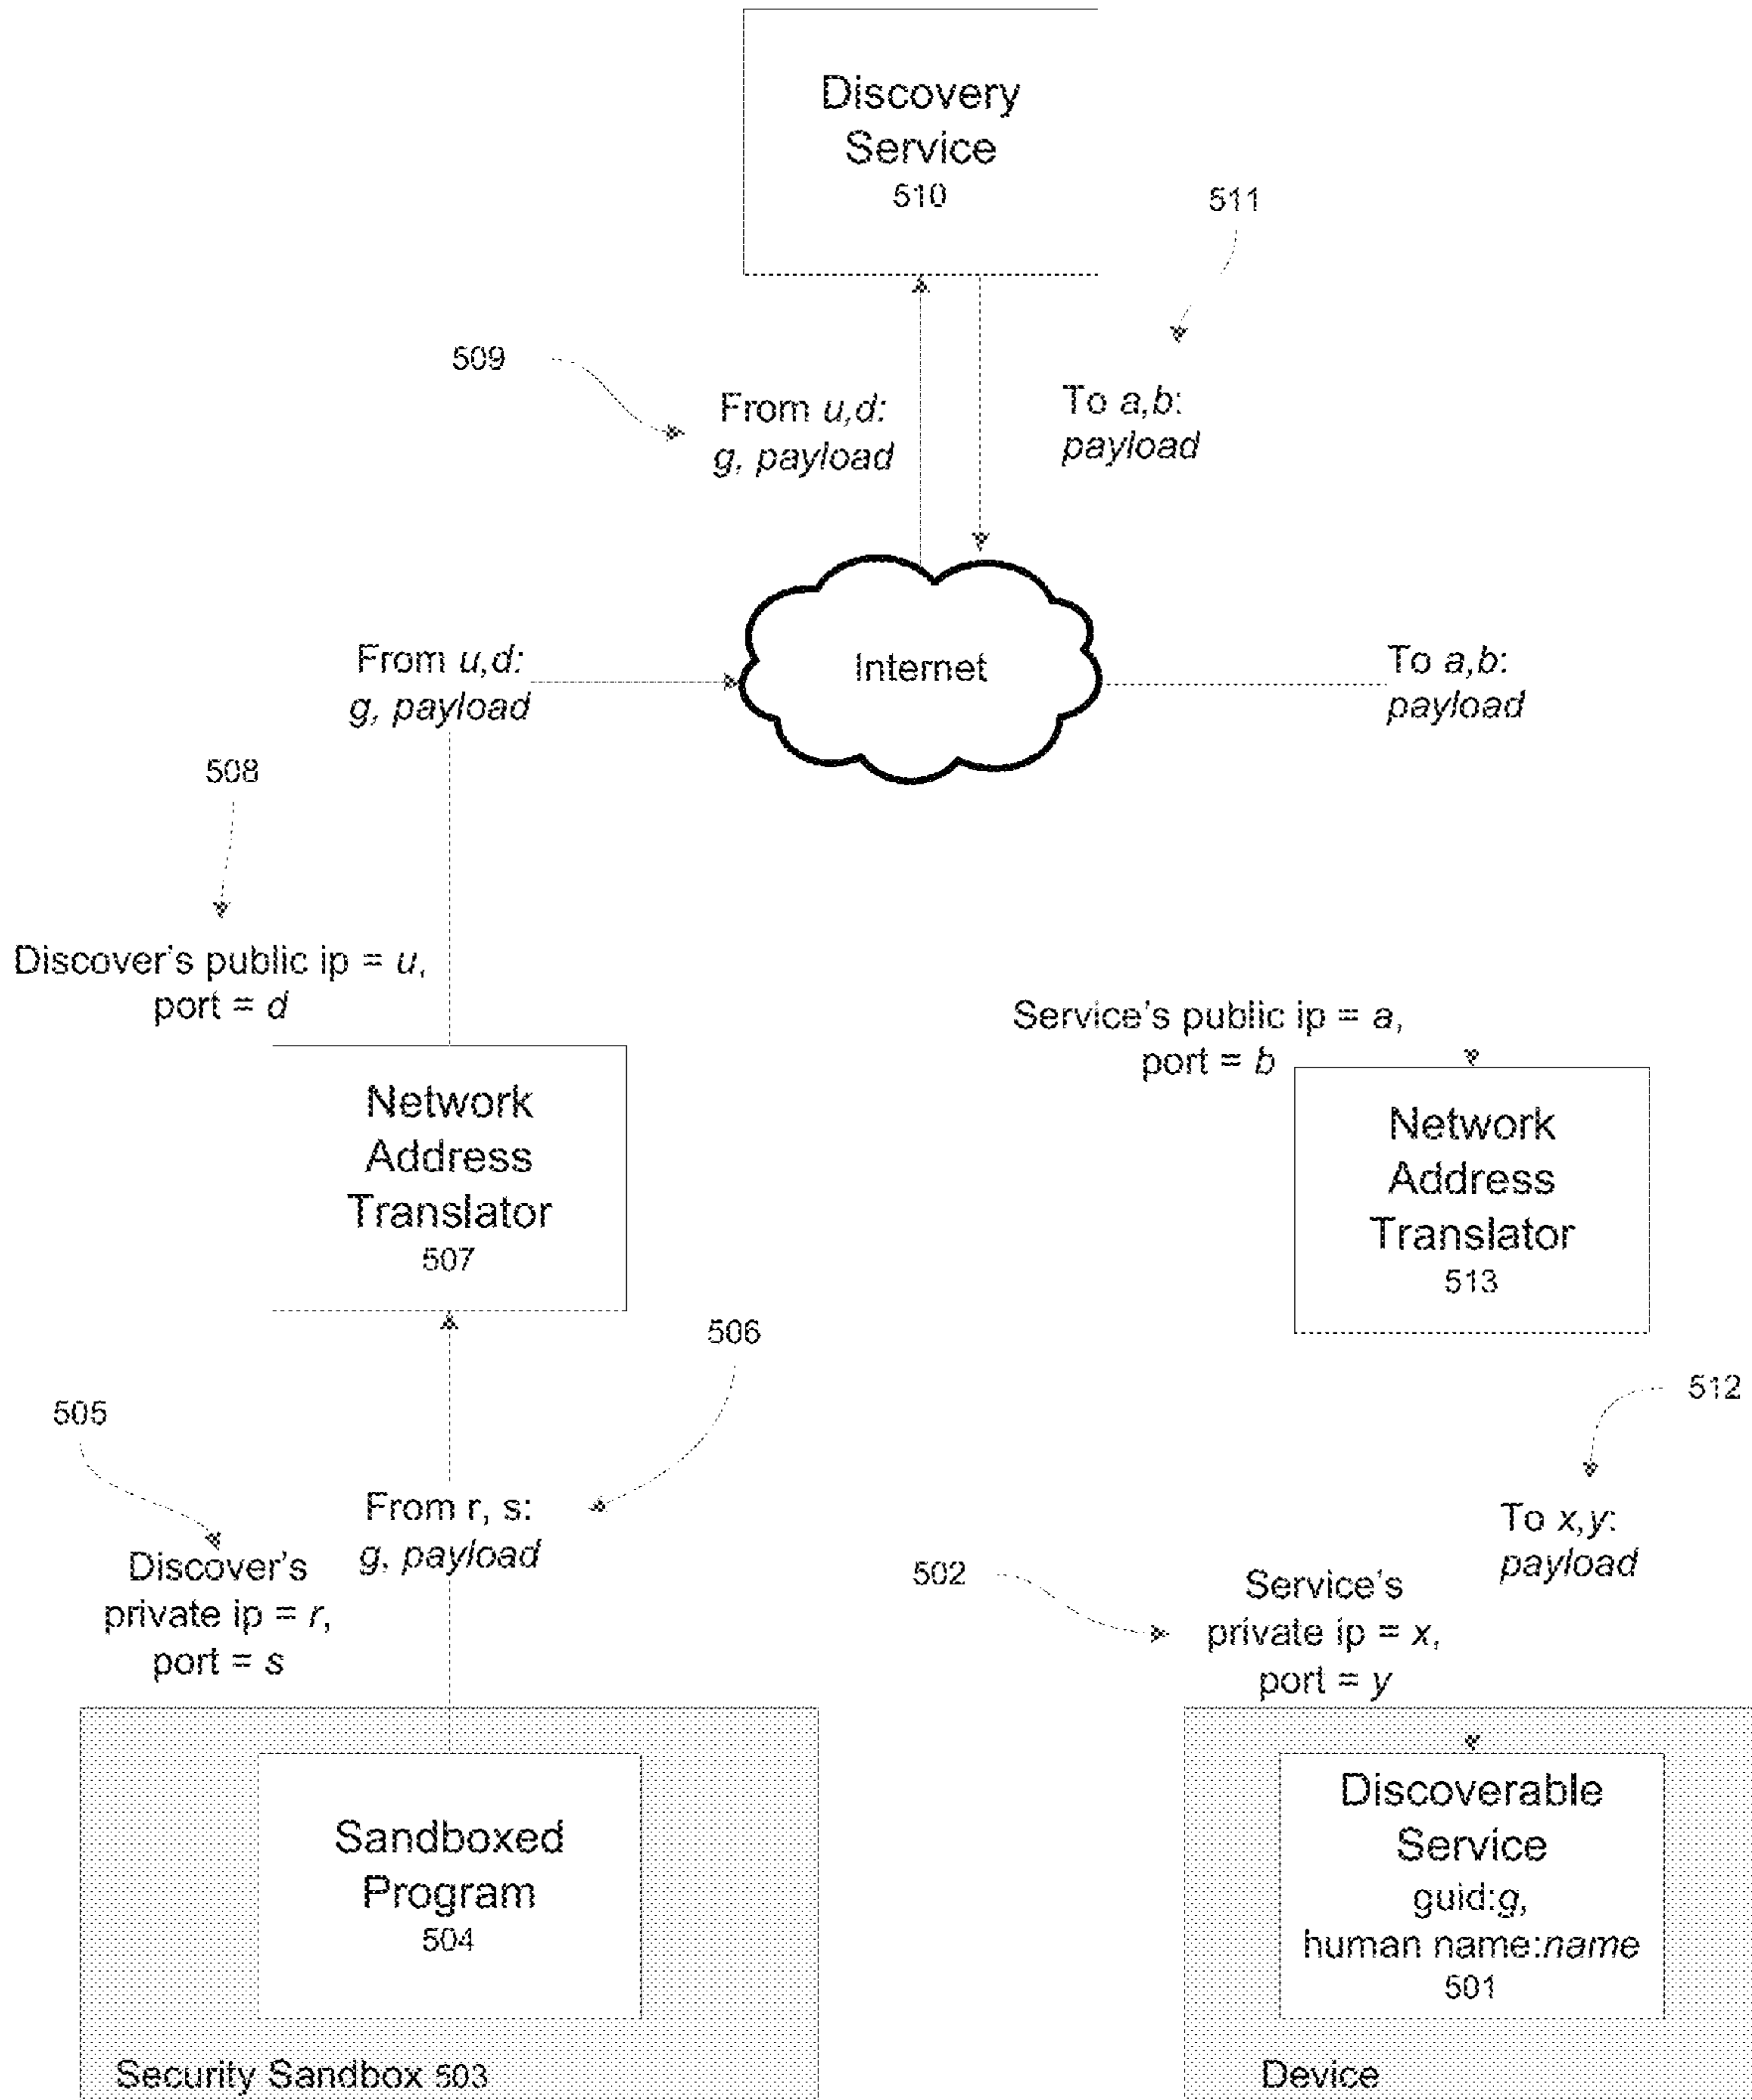 Discovery
Service
510
511
509
From u,d:
g, payload
To a,b:
payload
From u,d:
g, payload
Internet
To a,b:
payload
508
Discover's public ip = u,
port = d
Service's public ip = a,
port = b
Network
Address
Translator
507
Network
Address
Translator
513
506
505
512
From r, s:
g, payload
Discover's
private ip = r,
port = s
To x,y:
payload
502
Service's
private ip = x,
port = y
Sandboxed
Program
504
Discoverable
Service
guid:g,
human name:name
501
Security Sandbox 503
Device